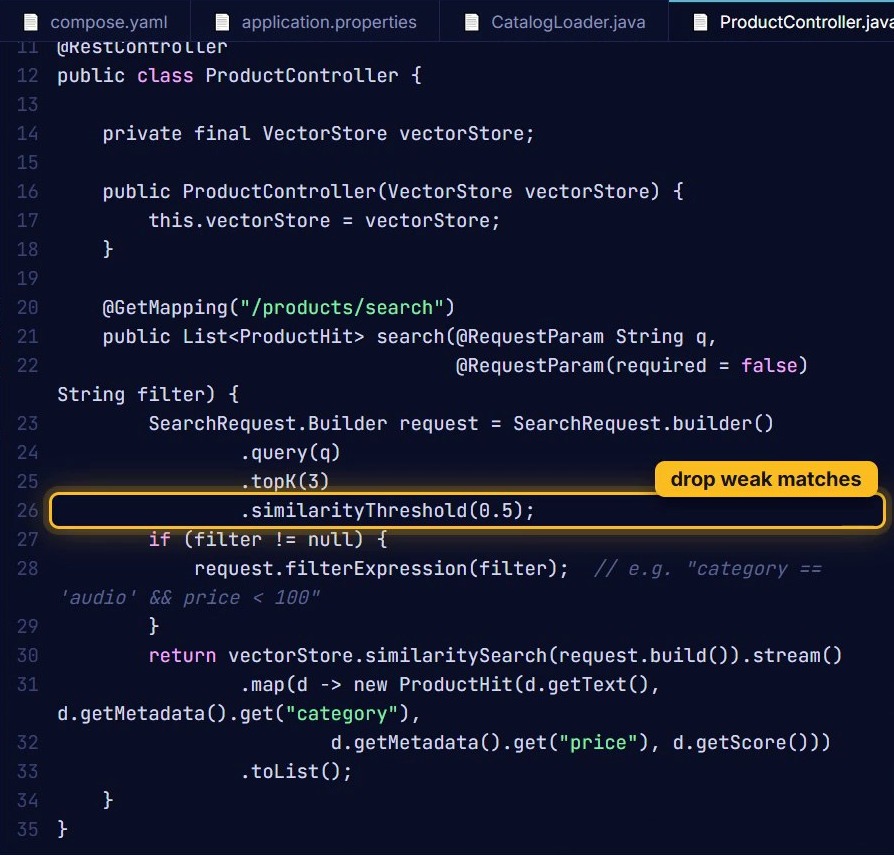 compose.yaml
application.properties
CatalogLoader.java
ProductController.java
11 @RestController
12 public class ProductController {
13
14 private final VectorStore vectorStore;
15
16 public ProductController(VectorStore vectorStore) {
17 this.vectorStore = vectorStore;
18 }
19
20 @GetMapping("/products/search")
21 public List<ProductHit> search(@RequestParam String q,
22 @RequestParam(required = false)
String filter) {
23 SearchRequest.Builder request = SearchRequest.builder()
24 .query(q)
25 .topK(3)
drop weak matches
26 .similarityThreshold(0.5);
27 if (filter != null) {
28 request.filterExpression(filter); // e.g. "category ==
'audio' && price < 100"
29 }
30 return vectorStore.similaritySearch(request.build()).stream()
31 .map(d -> new ProductHit(d.getText(),
d.getMetadata().get("category"),
32 d.getMetadata().get("price"), d.getScore()))
33 .toList();
34 }
35 }